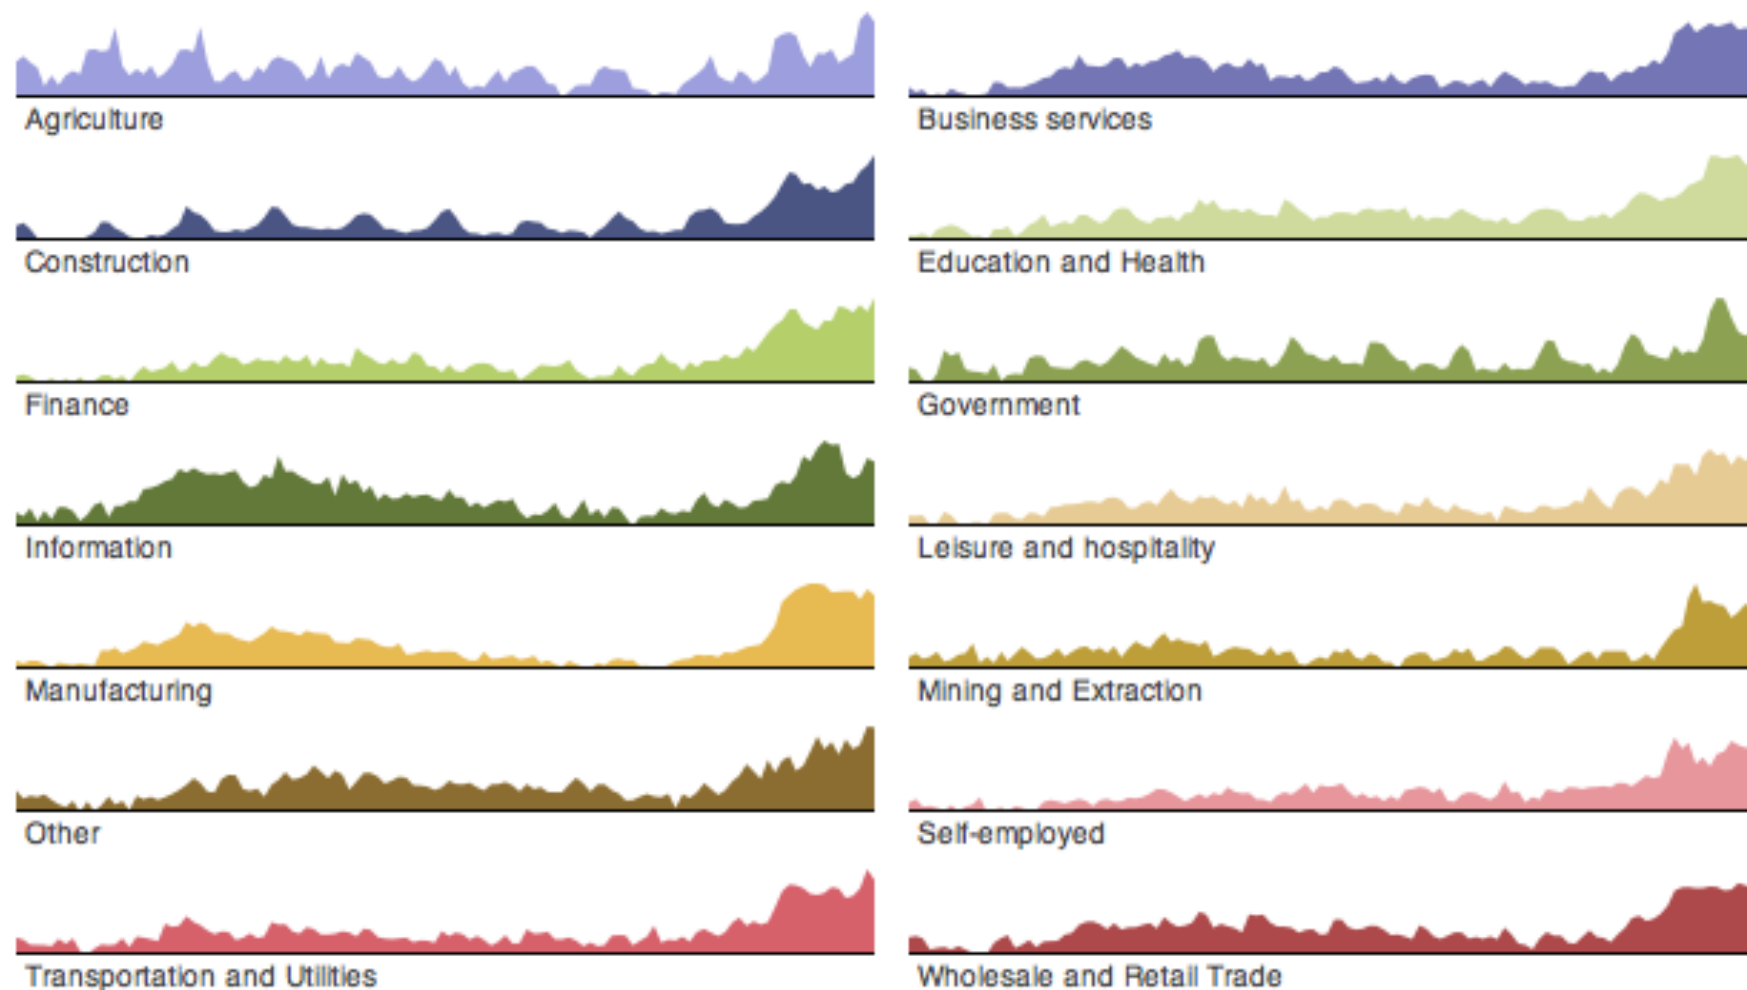 Agriculture
Business services
Construction
Education and Health
Finance
Government
Information
Leisure and hospitality
Manufacturing
Mining and Extraction
Other
Self-employed
Transportation and Utilities
Wholesale and Retail Trade